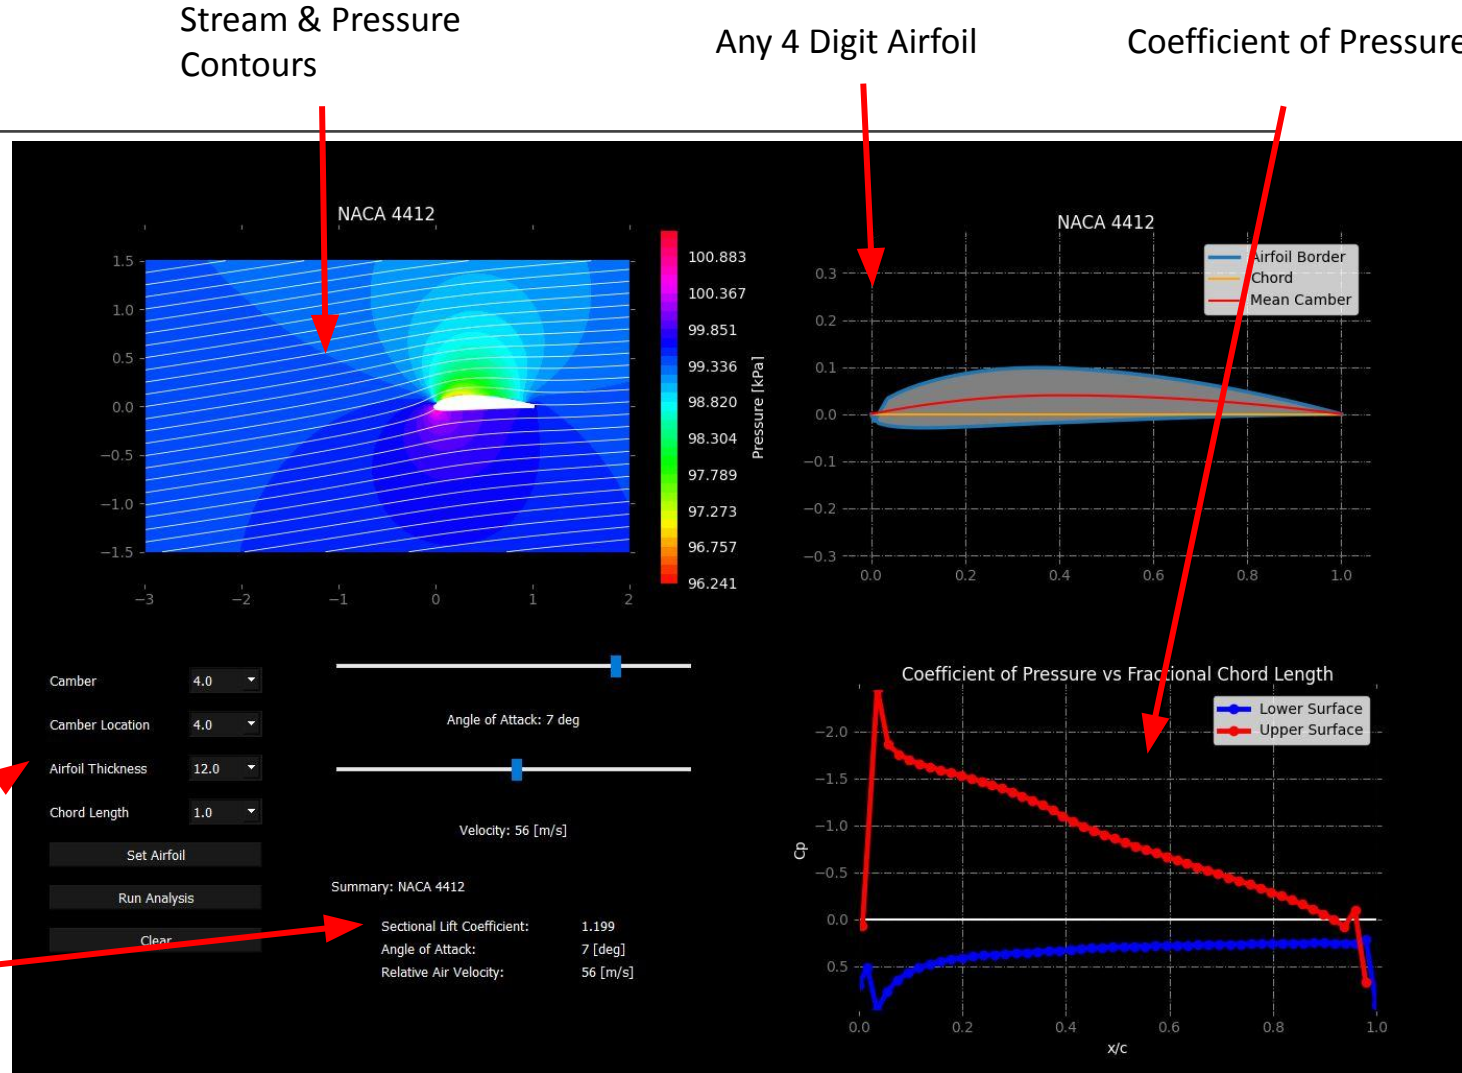 Stream & Pressure
Contours
Any 4 Digit Airfoil
Coefficient of Pressure
NACA 4412
1.5
1.0
0.5
0.0
−0.5
−1.0
−1.5
−3
−2
−1
0
1
2
100.883
100.367
99.851
99.336
98.820
98.304
97.789
97.273
96.757
96.241
Pressure [kPa]
NACA 4412
Airfoil Border
Chord
Mean Camber
0.3
0.2
0.1
0.0
−0.1
−0.2
−0.3
0.0
0.2
0.4
0.6
0.8
1.0
Camber
4.0
Camber Location
4.0
Airfoil Thickness
12.0
Chord Length
1.0
Set Airfoil
Run Analysis
Clear
Angle of Attack: 7 deg
Velocity: 56 [m/s]
Summary: NACA 4412
Sectional Lift Coefficient: 1.199
Angle of Attack: 7 [deg]
Relative Air Velocity: 56 [m/s]
Coefficient of Pressure vs Fractional Chord Length
Lower Surface
Upper Surface
−2.0
−1.5
−1.0
−0.5
0.0
0.5
Cp
0.0
0.2
0.4
0.6
0.8
1.0
x/c